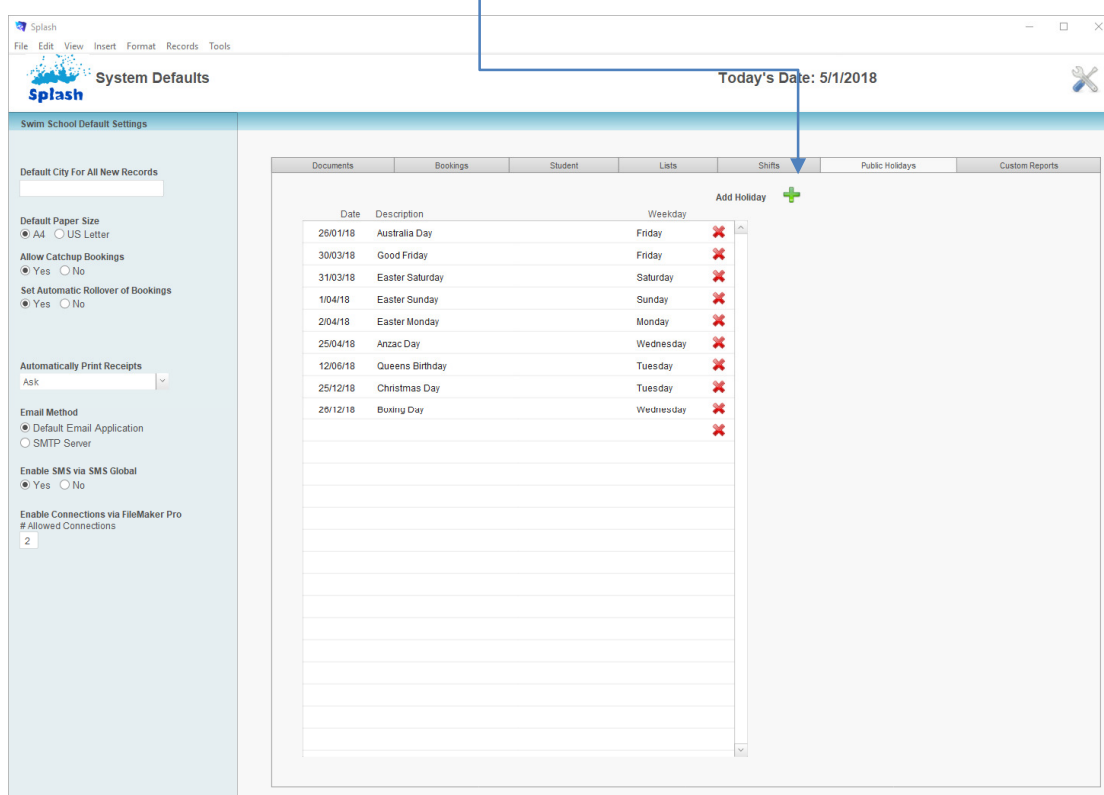 Splash
File Edit View Insert Format Records Tools
Splash
System Defaults
Today's Date: 5/1/2018
Swim School Default Settings
Default City For All New Records
Default Paper Size
A4 US Letter
Allow Catchup Bookings
Yes No
Set Automatic Rollover of Bookings
Yes No
Automatically Print Receipts
Ask
Email Method
Default Email Application
SMTP Server
Enable SMS via SMS Global
Yes No
Enable Connections via FileMaker Pro
# Allowed Connections
2
Documents Bookings Student Lists Shifts Public Holidays Custom Reports
Add Holiday
Date Description Weekday
26/01/18 Australia Day Friday
30/03/18 Good Friday Friday
31/03/18 Easter Saturday Saturday
1/04/18 Easter Sunday Sunday
2/04/18 Easter Monday Monday
25/04/18 Anzac Day Wednesday
12/06/18 Queens Birthday Tuesday
25/12/18 Christmas Day Tuesday
26/12/18 Boxing Day Wednesday